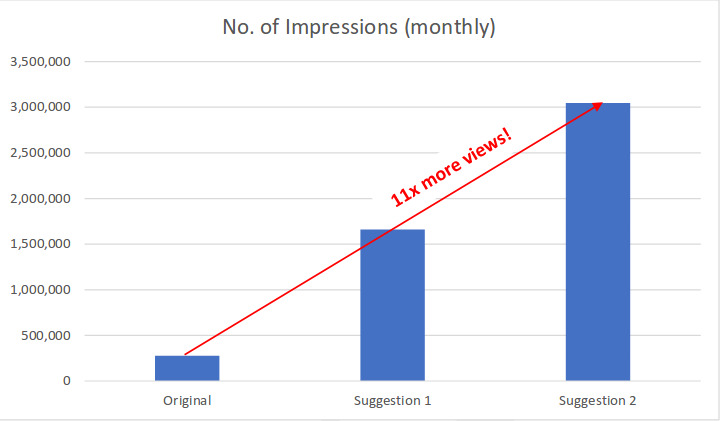 No. of Impressions (monthly)
3,500,000
3,000,000
2,500,000
2,000,000
1,500,000
1,000,000
500,000
0
11x more views!
Original
Suggestion 1
Suggestion 2